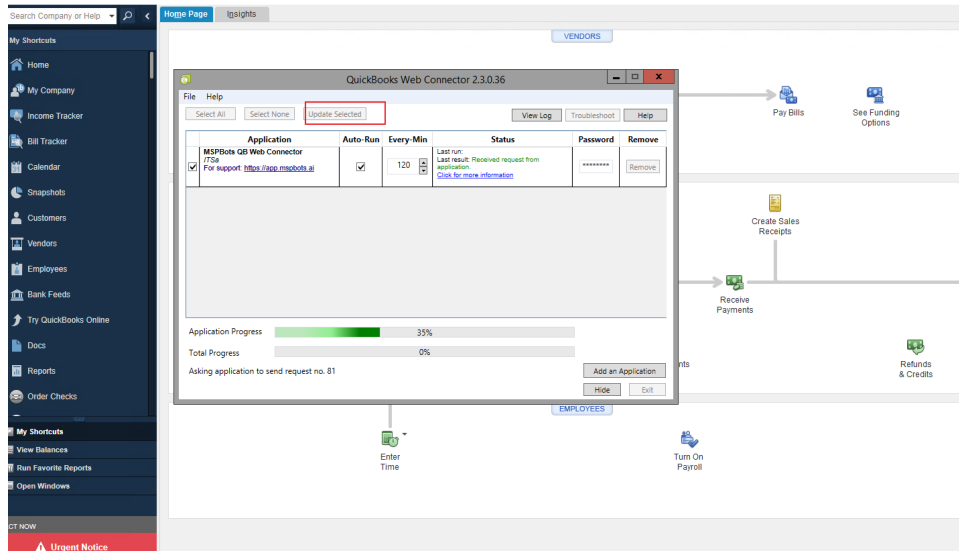 Search Company or Help
Home Page
Insights
My Shortcuts
Home
My Company
Income Tracker
Bill Tracker
Calendar
Snapshots
Customers
Vendors
Employees
Bank Feeds
Try QuickBooks Online
Docs
Reports
Order Checks
My Shortcuts
View Balances
Run Favorite Reports
Open Windows
ACT NOW
Urgent Notice
VENDORS
Pay Bills
See Funding
Options
QuickBooks Web Connector 2.3.0.36
File Help
Select All Select None Update Selected View Log Troubleshoot Help
Application Auto-Run Every-Min Status Password Remove
MSPBots QB Web Connector
ITSa
For support: https://app.mspbots.ai
120
Last run:
Last result: Received request from
application.
Click for more information
********
Remove
Application Progress 35%
Total Progress 0%
Asking application to send request no. 81
Add an Application
Hide Exit
Create Sales
Receipts
Receive
Payments
nts
Refunds
& Credits
EMPLOYEES
Enter
Time
Turn On
Payroll